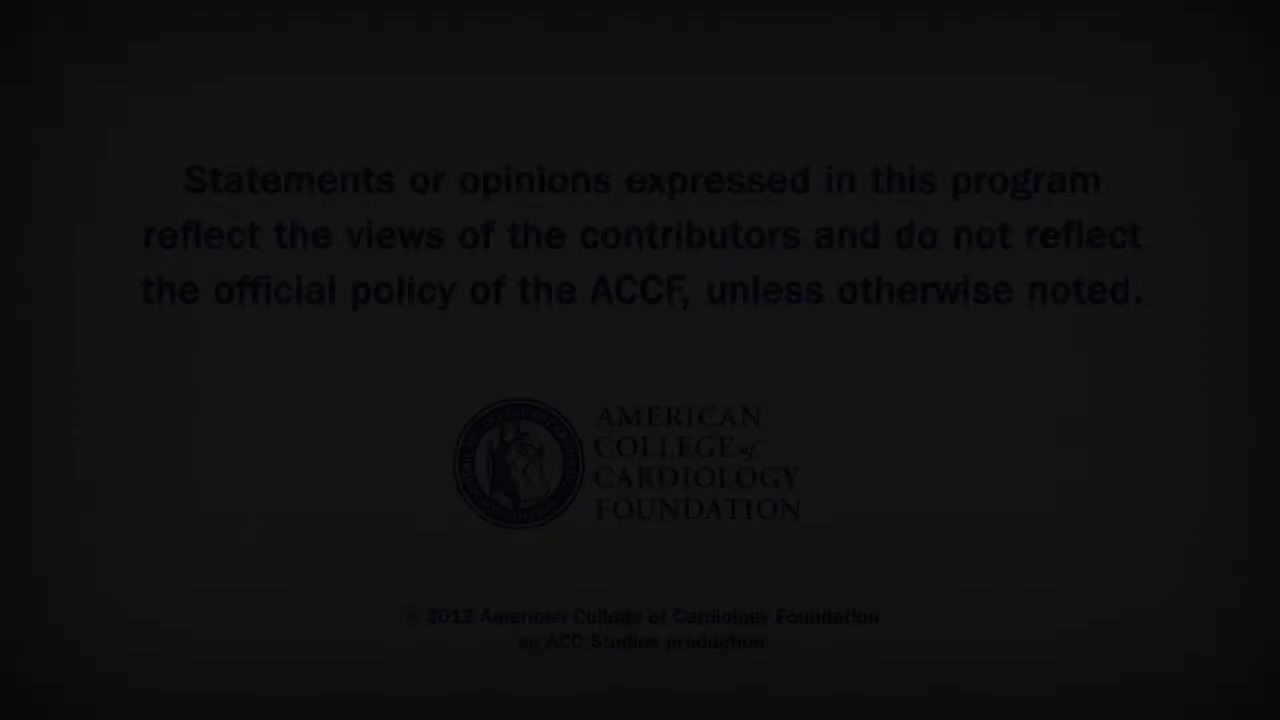 Statements or opinions expressed in this program
reflect the views of the contributors and do not reflect
the official policy of the ACCF, unless otherwise noted.
AMERICAN
COLLEGE of
CARDIOLOGY
FOUNDATION
© 2012 American College of Cardiology Foundation
an ACC Studios production